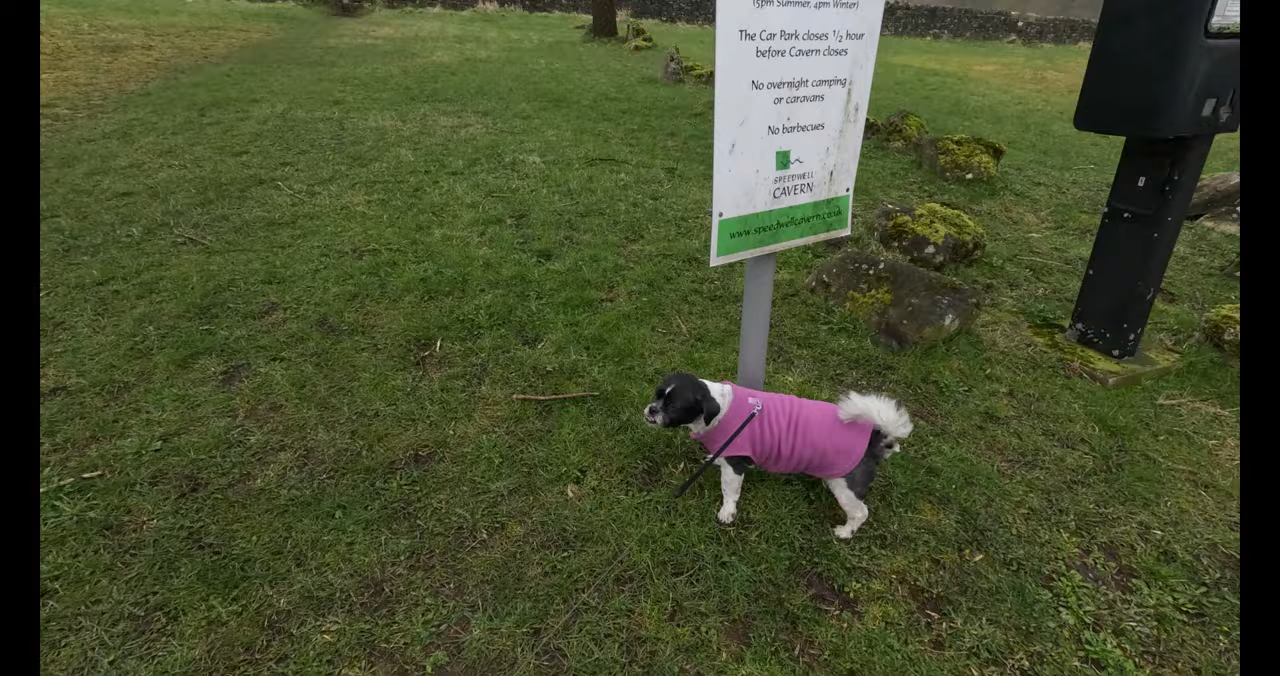 (5pm Summer, 4pm Winter)
The Car Park closes ½ hour
before Cavern closes
No overnight camping
or caravans
No barbecues
SPEEDWELL
CAVERN
www.speedwellcavern.co.uk